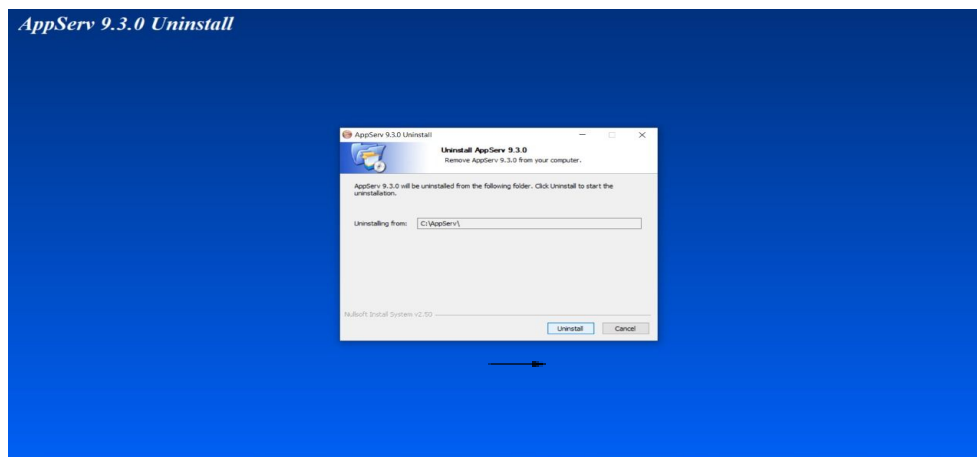 AppServ 9.3.0 Uninstall
AppServ 9.3.0 Uninstall
Uninstall AppServ 9.3.0
Remove AppServ 9.3.0 from your computer.
AppServ 9.3.0 will be uninstalled from the following folder. Click Uninstall to start the
uninstallation.
Uninstalling from: C:\AppServ\
Nullsoft Install System v2.50
Uninstall Cancel